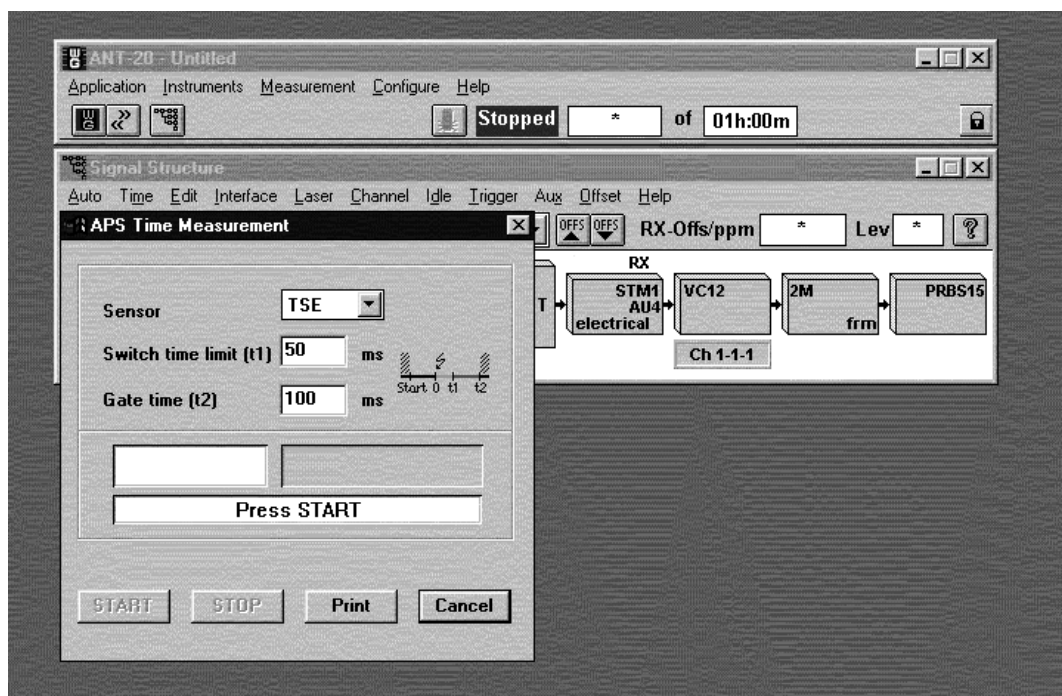 ANT-20 - Untitled
Application Instruments Measurement Configure Help
WG Stopped * of 01h:00m
Signal Structure
Auto Time Edit Interface Laser Channel Idle Trigger Aux Offset Help
APS Time Measurement
OFFS OFFS RX-Offs/ppm * Lev * ?
RX
T STM1 AU4 electrical VC12 2M frm PRBS15
Ch 1-1-1
Sensor TSE
Switch time limit (t1) 50 ms
Start 0 t1 t2
Gate time (t2) 100 ms
Press START
START STOP Print Cancel